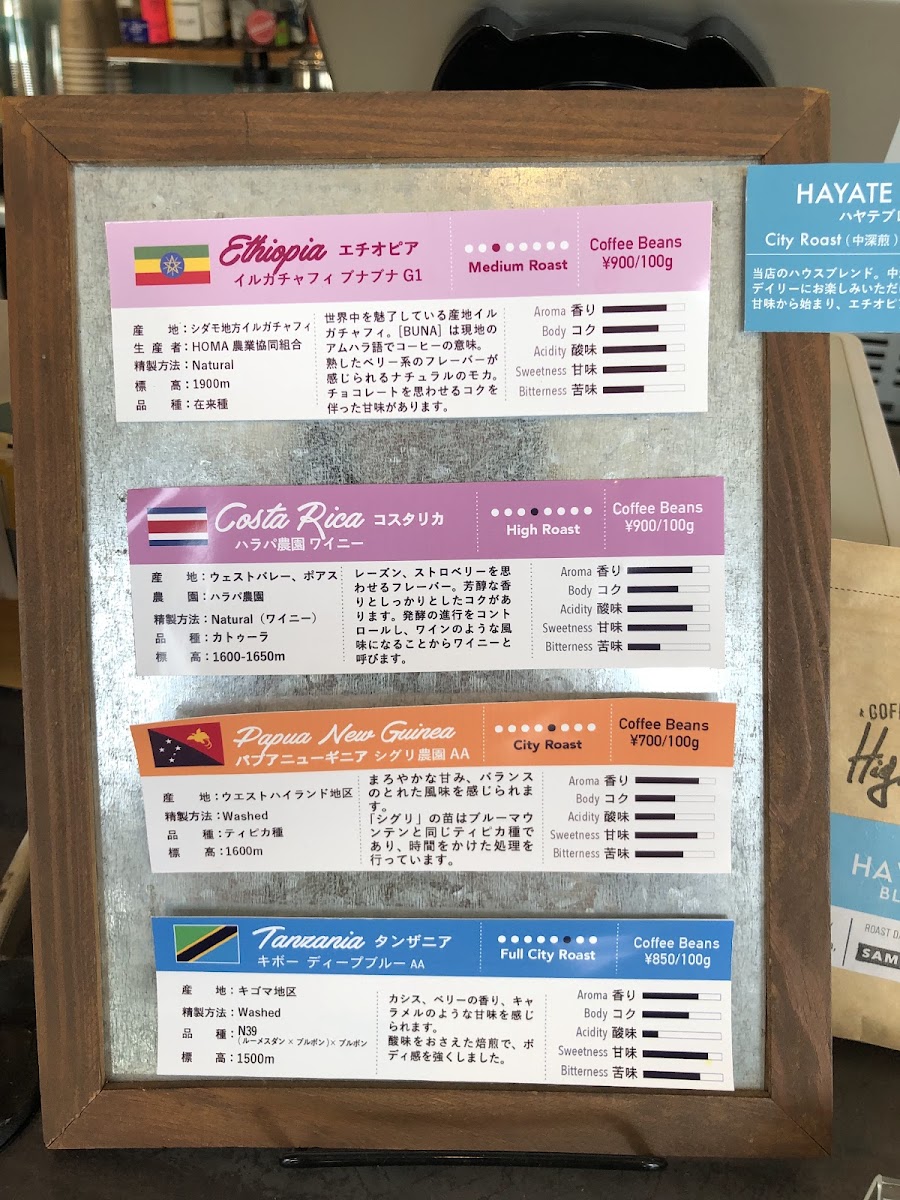 Ethiopia エチオピア
イルガチャフィ ブナブナ G1
Medium Roast
Coffee Beans
¥900/100g
産 地：シダモ地方イルガチャフィ
生 産 者：HOMA 農業協同組合
精製方法：Natural
標 高：1900m
品 種：在来種
世界中を魅了している産地イル
ガチャフィ。[BUNA] は現地の
アムハラ語でコーヒーの意味。
熟したベリー系のフレーバーが
感じられるナチュラルのモカ。
チョコレートを思わせるコクを
伴った甘味があります。
Aroma 香り
Body コク
Acidity 酸味
Sweetness 甘味
Bitterness 苦味
Costa Rica コスタリカ
ハラパ農園 ワイニー
High Roast
Coffee Beans
¥900/100g
産 地：ウェストバレー、ポアス
農 園：ハラパ農園
精製方法：Natural（ワイニー）
品 種：カトゥーラ
標 高：1600-1650m
レーズン、ストロベリーを思
わせるフレーバー。芳醇な香
りとしっかりとしたコクがあ
ります。発酵の進行をコント
ロールし、ワインのような風
味になることからワイニーと
呼びます。
Aroma 香り
Body コク
Acidity 酸味
Sweetness 甘味
Bitterness 苦味
Papua New Guinea
パプアニューギニア シグリ農園 AA
City Roast
Coffee Beans
¥700/100g
産 地：ウエストハイランド地区
精製方法：Washed
品 種：ティピカ種
標 高：1600m
まろやかな甘み、バランス
のとれた風味を感じられま
す。
「シグリ」の苗はブルーマウ
ンテンと同じティピカ種で
あり、時間をかけた処理を
行っています。
Aroma 香り
Body コク
Acidity 酸味
Sweetness 甘味
Bitterness 苦味
Tanzania タンザニア
キボー ディープブルー AA
Full City Roast
Coffee Beans
¥850/100g
産 地：キゴマ地区
精製方法：Washed
品 種：N39
（ルーメスダン×ブルボン）×ブルボン
標 高：1500m
カシス、ベリーの香り、キャ
ラメルのような甘味を感じ
られます。
酸味をおさえた焙煎で、ボ
ディ感を強くしました。
Aroma 香り
Body コク
Acidity 酸味
Sweetness 甘味
Bitterness 苦味
HAYATE
ハヤテブ
City Roast（中深煎）
当店のハウスブレンド。中
デイリーにお楽しみいただ
甘味から始まり、エチオピ
& COFF
Hig
HAY
BL
ROAST DA
SAM